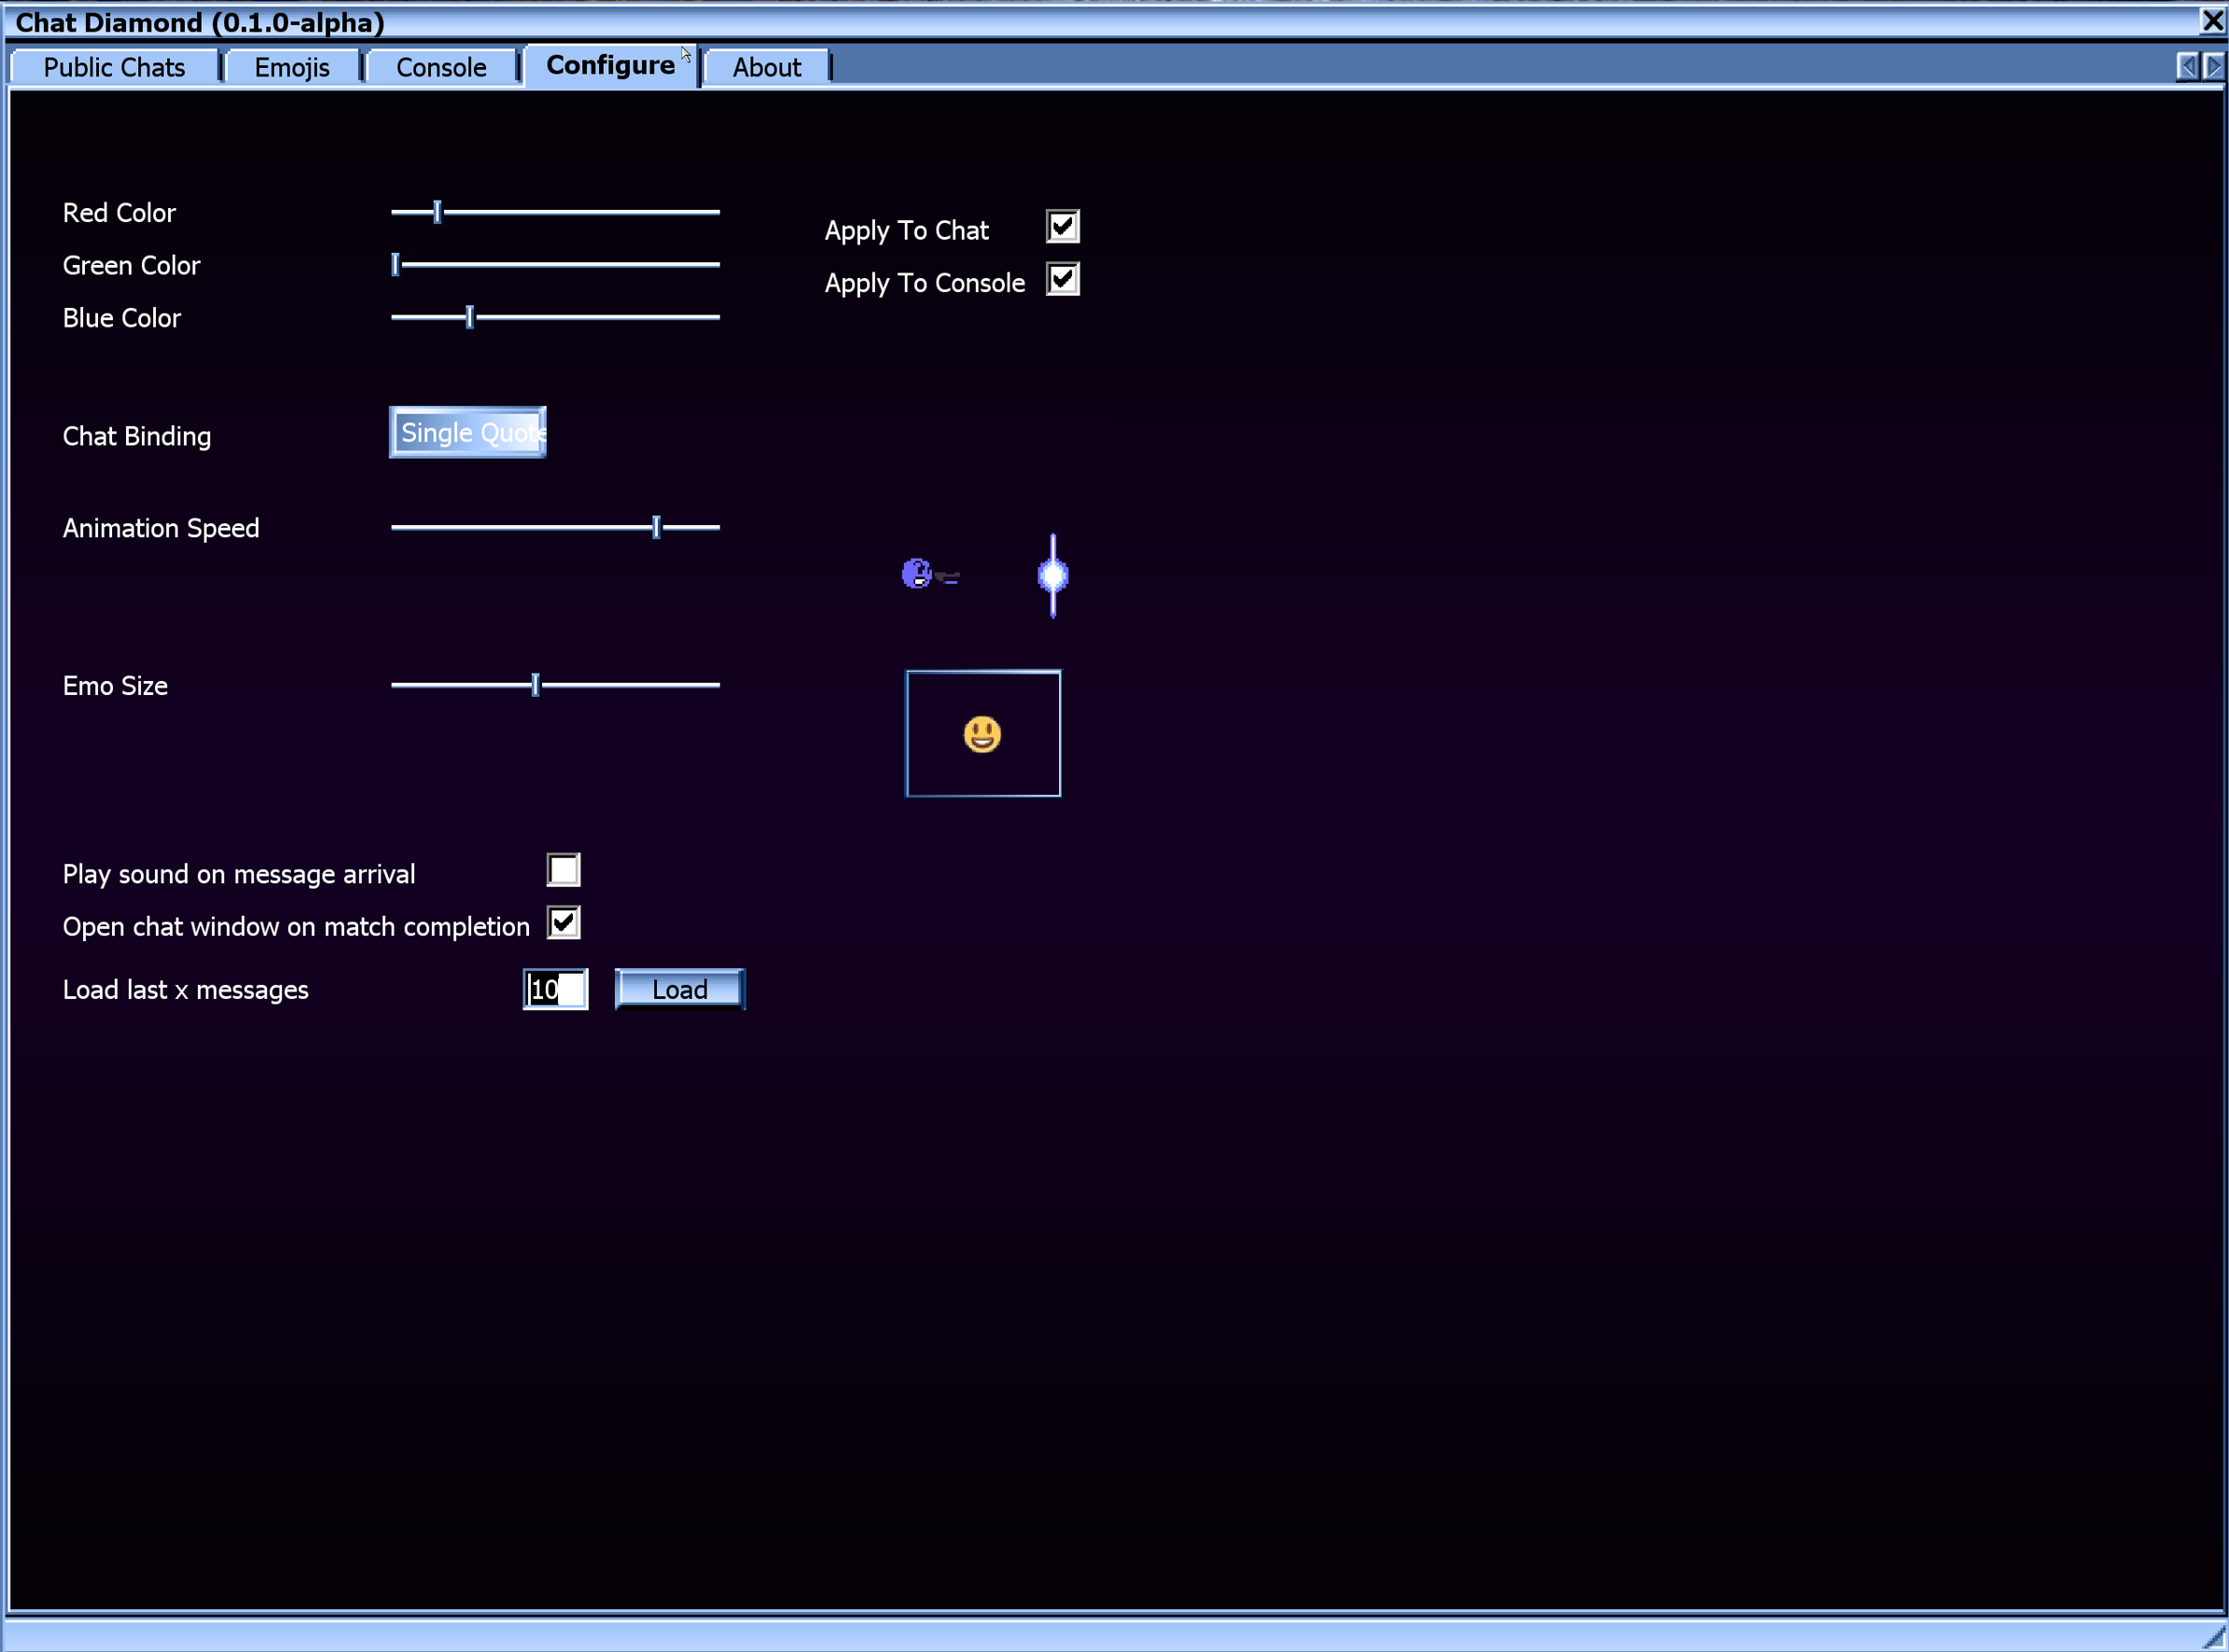 Chat Diamond (0.1.0-alpha)
Public Chats Emojis Console Configure About
Red Color
Apply To Chat
Green Color
Apply To Console
Blue Color
Chat Binding Single Quote
Animation Speed
Emo Size
Play sound on message arrival
Open chat window on match completion
Load last x messages 10 Load